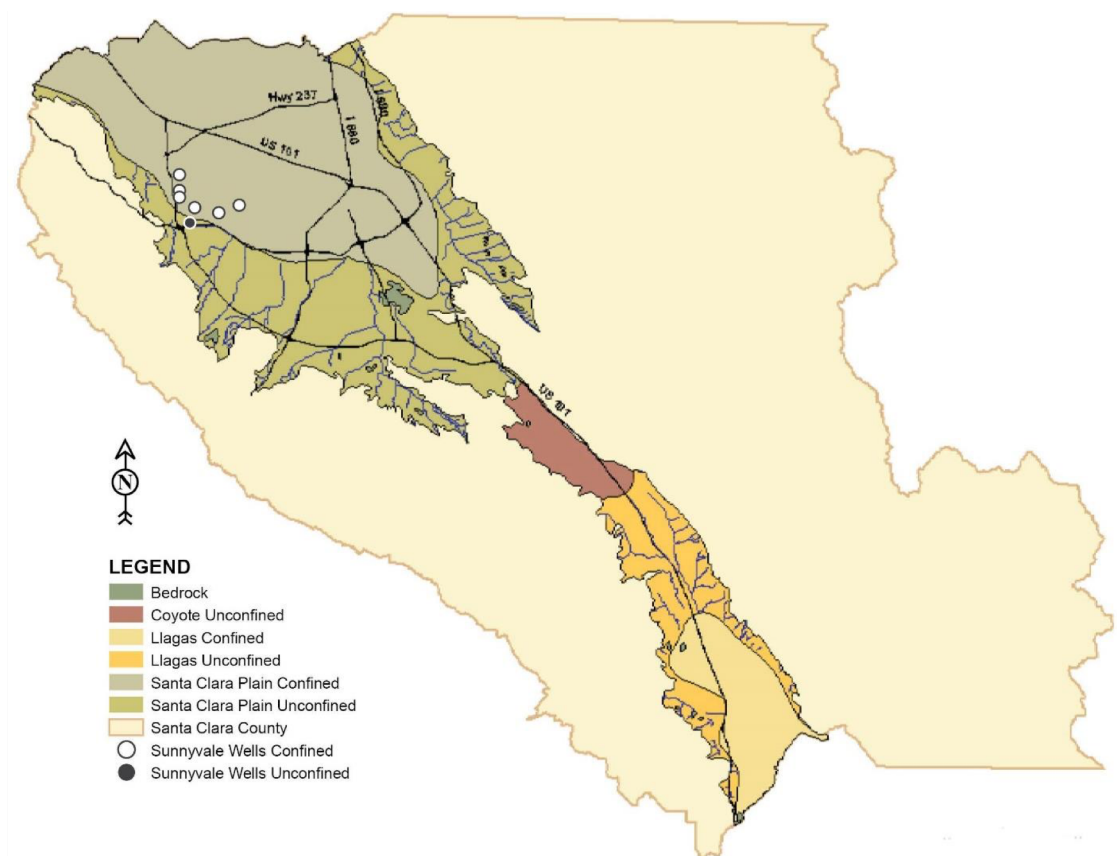 Hwy 237
I 680
I 880
US 101
US 101
N
LEGEND
Bedrock
Coyote Unconfined
Llagas Confined
Llagas Unconfined
Santa Clara Plain Confined
Santa Clara Plain Unconfined
Santa Clara County
Sunnyvale Wells Confined
Sunnyvale Wells Unconfined